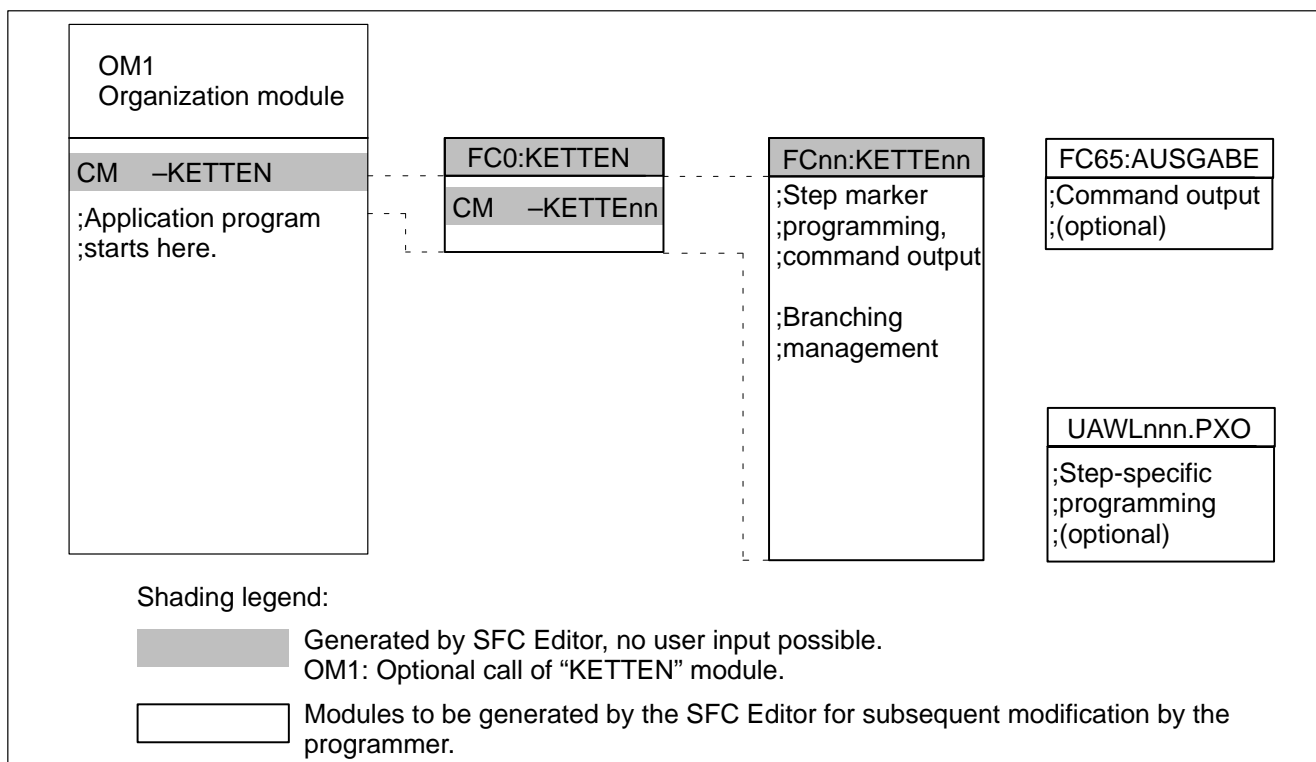 OM1
Organization module
CM –KETTEN
;Application program
;starts here.
FC0:KETTEN
CM –KETTEnn
FCnn:KETTEnn
;Step marker
;programming,
;command output
;Branching
;management
FC65:AUSGABE
;Command output
;(optional)
UAWLnnn.PXO
;Step-specific
;programming
;(optional)
Shading legend:
Generated by SFC Editor, no user input possible.
OM1: Optional call of “KETTEN” module.
Modules to be generated by the SFC Editor for subsequent modification by the
programmer.